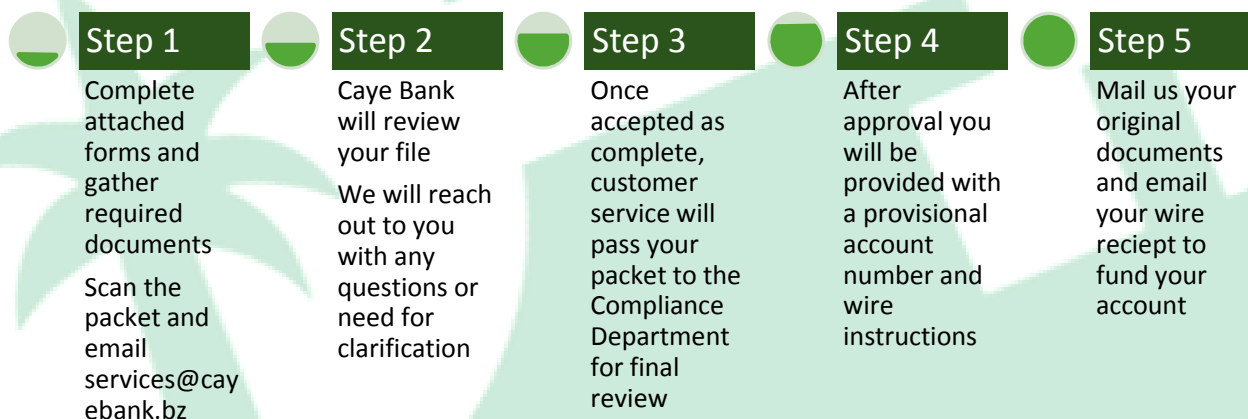 Step 1
Complete
attached
forms and
gather
required
documents
Scan the
packet and
email
services@cay
ebank.bz
Step 2
Caye Bank
will review
your file
We will reach
out to you
with any
questions or
need for
clarification
Step 3
Once
accepted as
complete,
customer
service will
pass your
packet to the
Compliance
Department
for final
review
Step 4
After
approval you
will be
provided with
a provisional
account
number and
wire
instructions
Step 5
Mail us your
original
documents
and email
your wire
reciept to
fund your
account